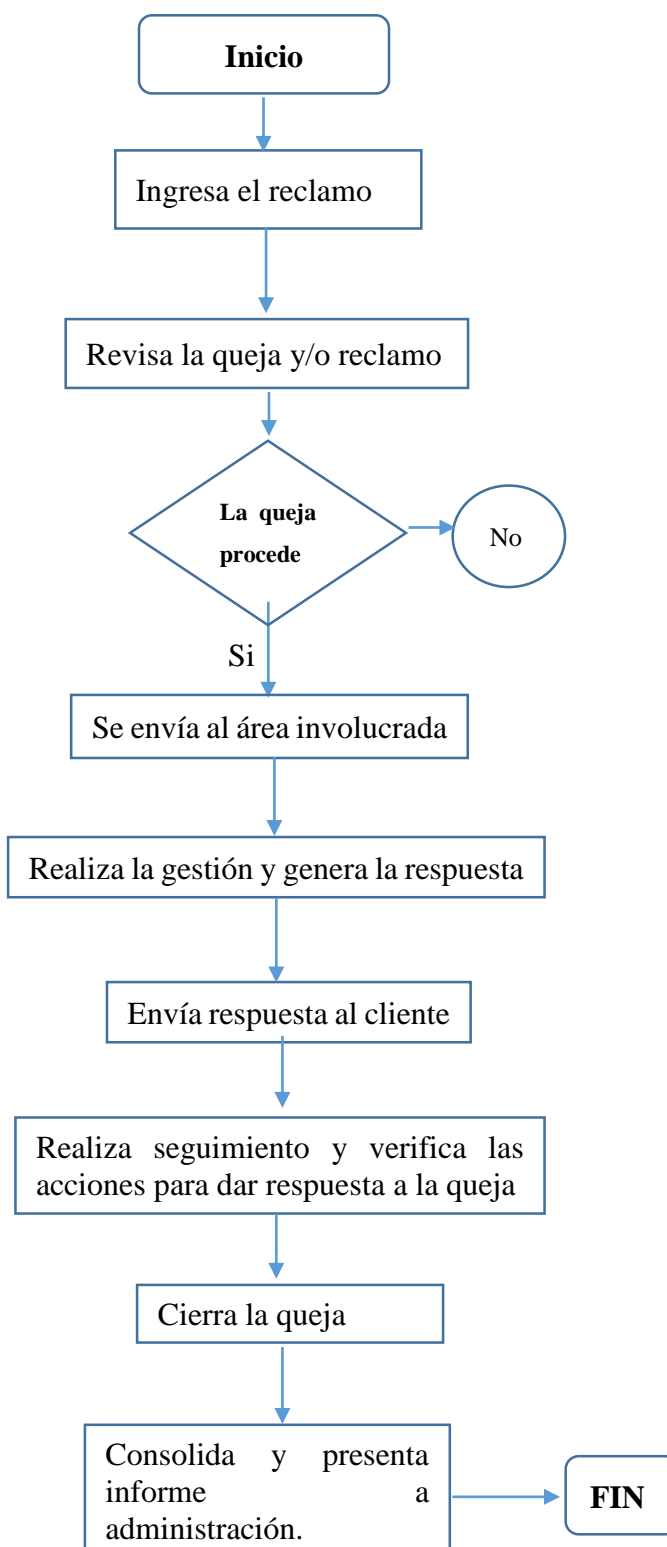 Inicio
Ingresa el reclamo
Revisa la queja y/o reclamo
La queja
procede
No
Si
Se envía al área involucrada
Realiza la gestión y genera la respuesta
Envía respuesta al cliente
Realiza seguimiento y verifica las
acciones para dar respuesta a la queja
Cierra la queja
Consolida y presenta
informe a
administración.
FIN